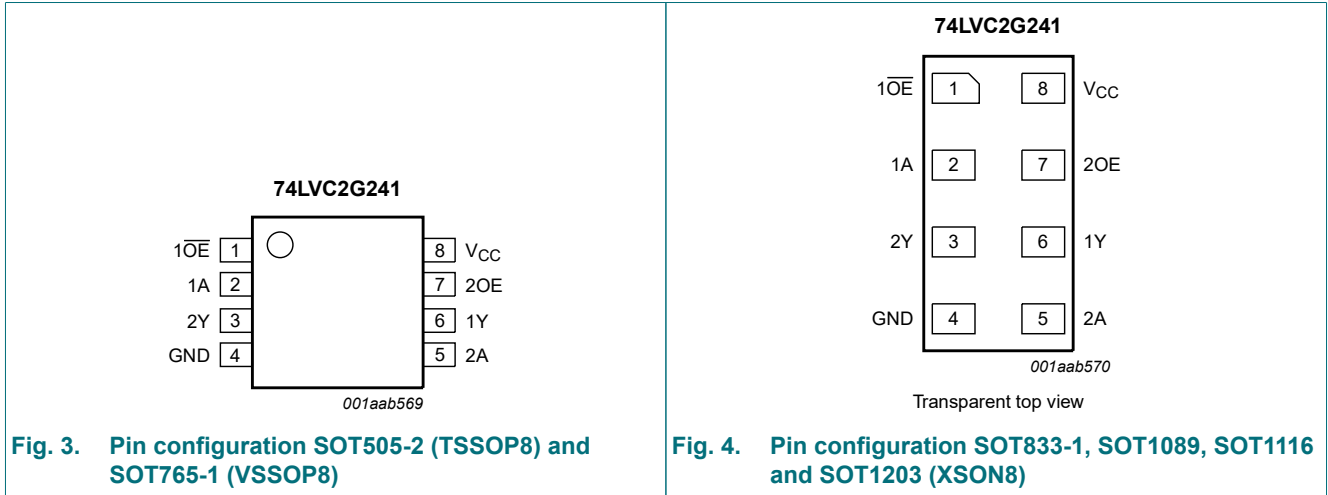 74LVC2G241
1O̅E̅ 1
1A 2
2Y 3
GND 4
8 VCC
7 2OE
6 1Y
5 2A
001aab569
Fig. 3. Pin configuration SOT505-2 (TSSOP8) and
SOT765-1 (VSSOP8)
74LVC2G241
1O̅E̅ 1
1A 2
2Y 3
GND 4
8 VCC
7 2OE
6 1Y
5 2A
001aab570
Transparent top view
Fig. 4. Pin configuration SOT833-1, SOT1089, SOT1116
and SOT1203 (XSON8)